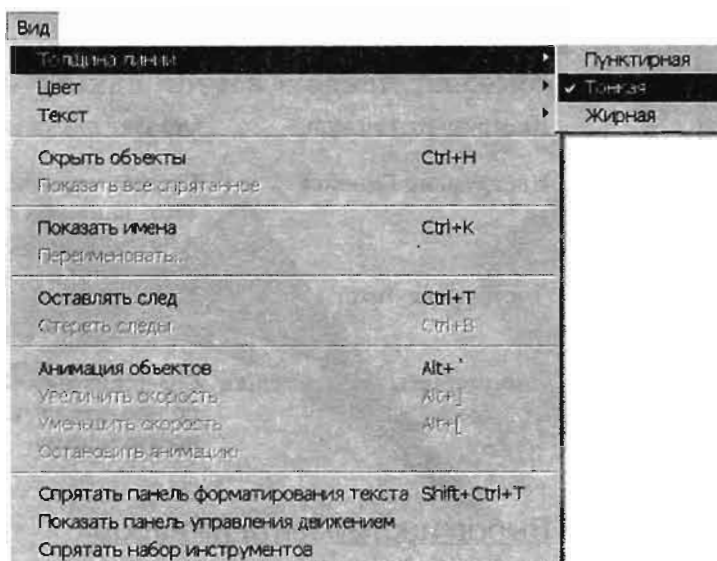 Вид
Толщина линии
Пунктирная
Цвет
Тонкая
Текст
Жирная
Скрыть объекты Ctrl+H
Показать все спрятанное
Показать имена Ctrl+K
Переименовать...
Оставлять след Ctrl+T
Стереть следы Ctrl+B
Анимация объектов Alt+`
Увеличить скорость Alt+]
Уменьшить скорость Alt+[
Остановить анимацию
Спрятать панель форматирования текста Shift+Ctrl+T
Показать панель управления движением
Спрятать набор инструментов